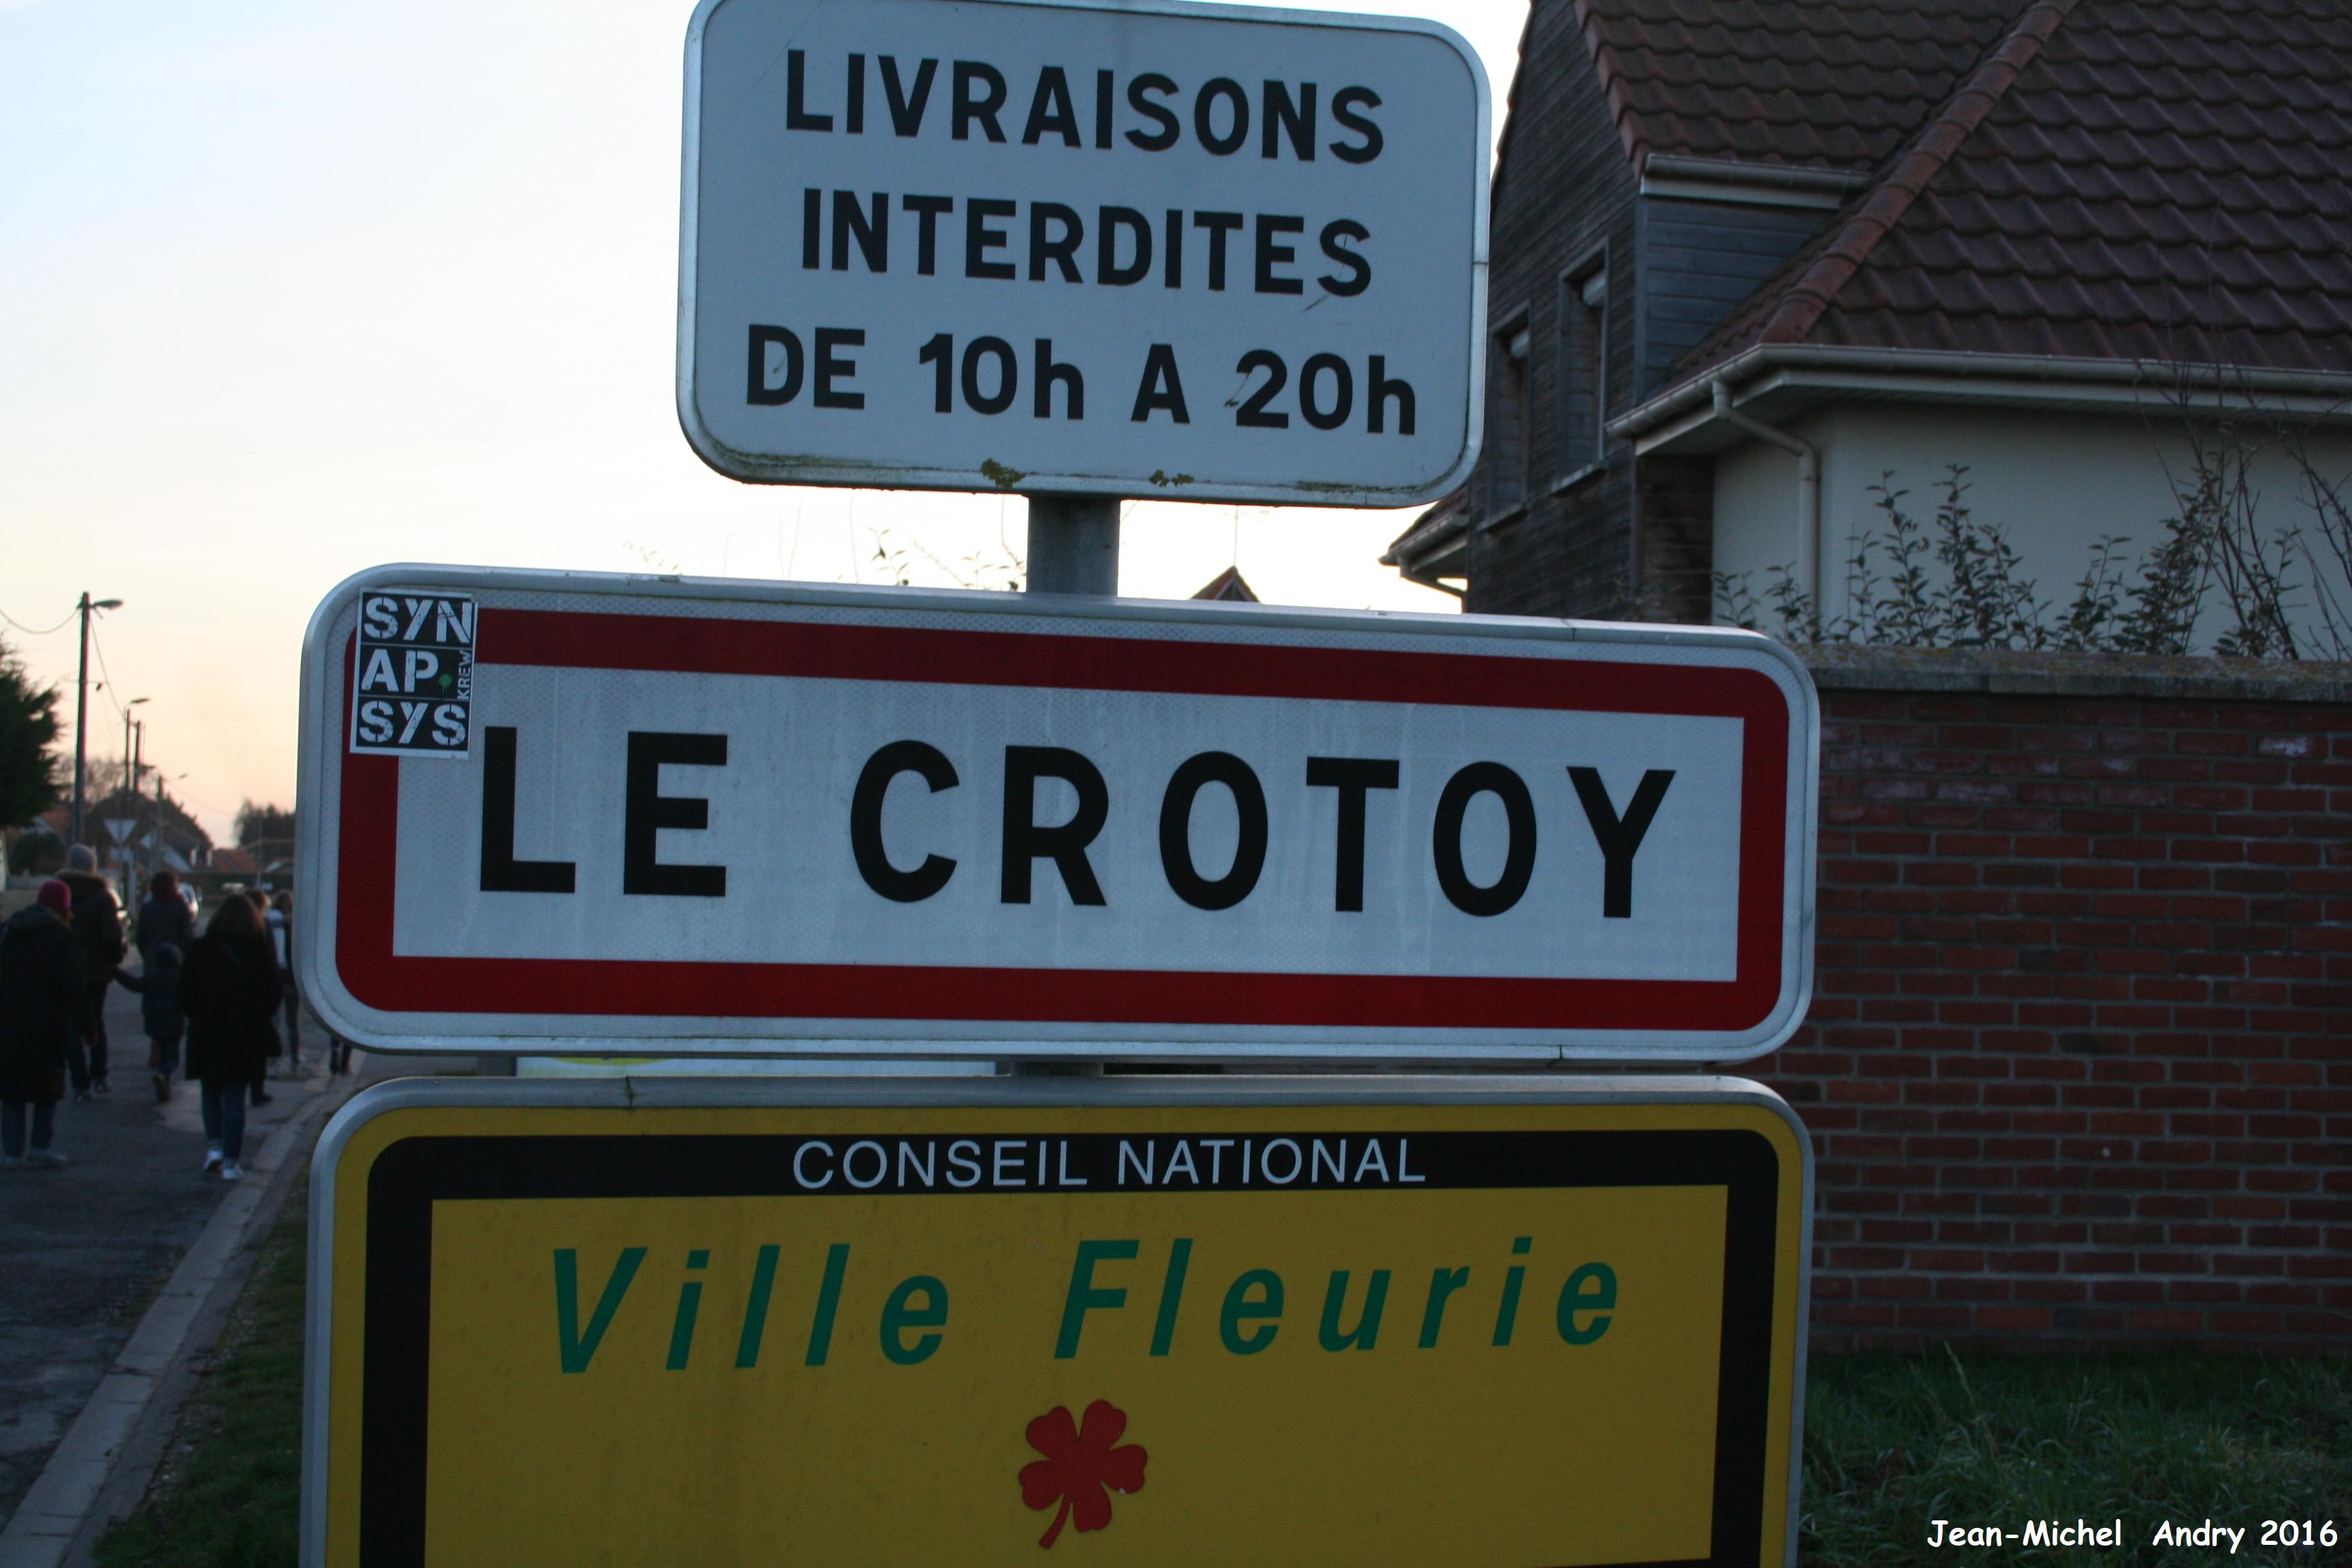 LIVRAISONS
INTERDITES
DE 10h A 20h
SYN
AP.
KREW
SYS
LE CROTOY
CONSEIL NATIONAL
Ville Fleurie
Jean-Michel Andry 2016